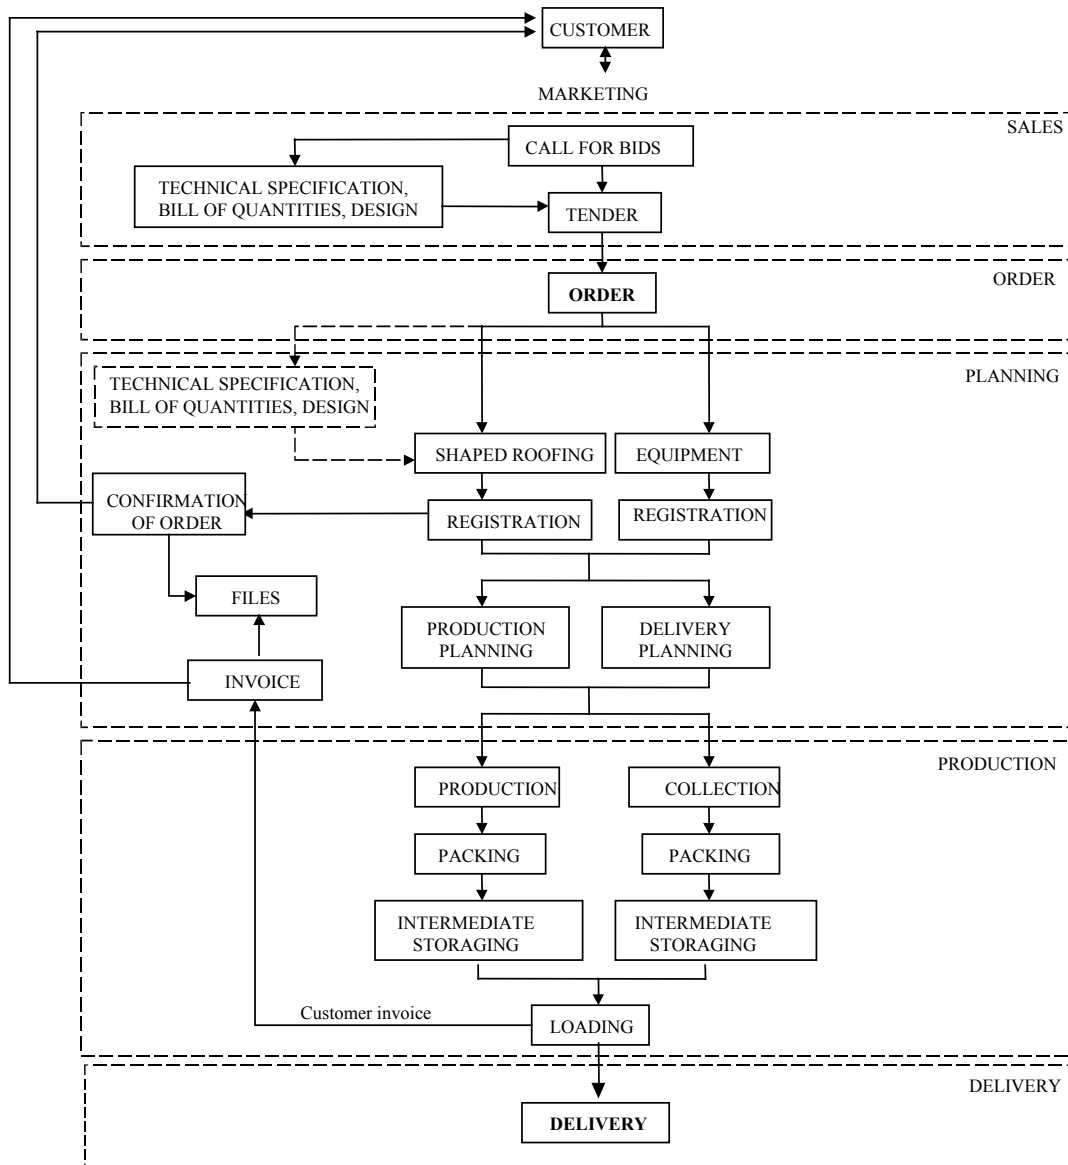 CUSTOMER
MARKETING
SALES
CALL FOR BIDS
TECHNICAL SPECIFICATION,
BILL OF QUANTITIES, DESIGN
TENDER
ORDER
ORDER
PLANNING
TECHNICAL SPECIFICATION,
BILL OF QUANTITIES, DESIGN
SHAPED ROOFING
EQUIPMENT
CONFIRMATION
OF ORDER
REGISTRATION
REGISTRATION
FILES
PRODUCTION
PLANNING
DELIVERY
PLANNING
INVOICE
PRODUCTION
PRODUCTION
COLLECTION
PACKING
PACKING
INTERMEDIATE
STORAGING
INTERMEDIATE
STORAGING
Customer invoice
LOADING
DELIVERY
DELIVERY